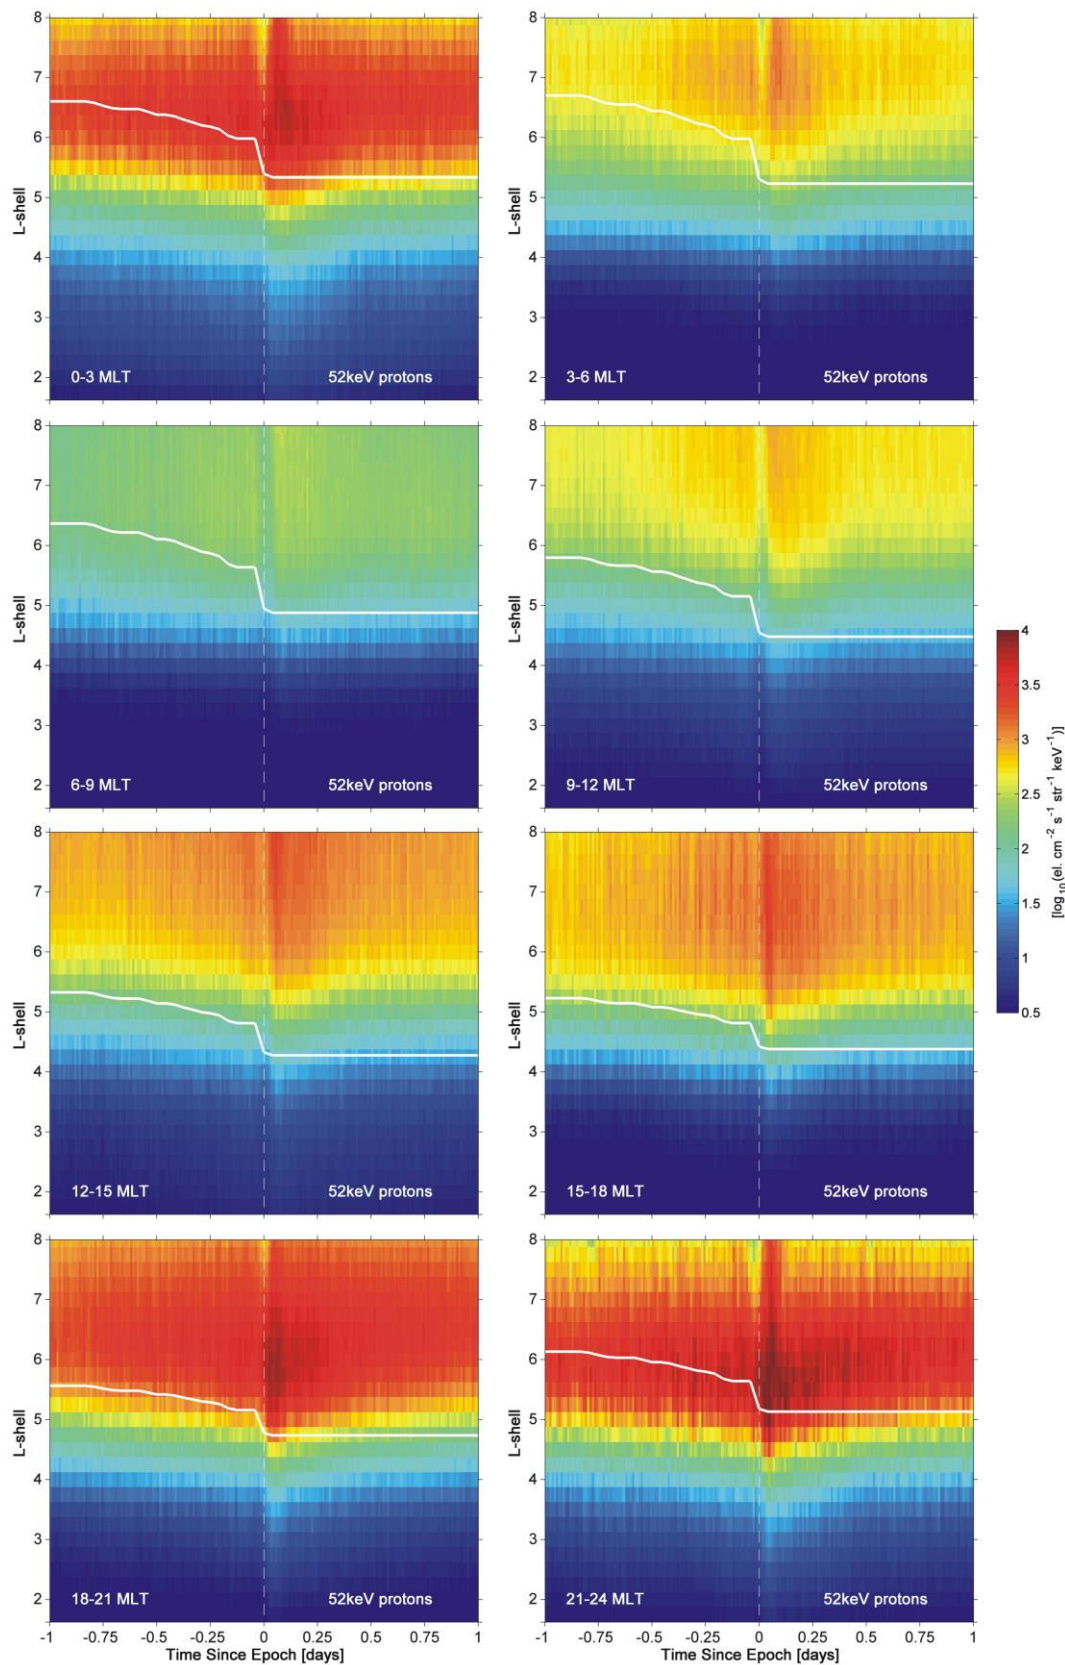 8
7
6
5
4
3
2
L-shell
0-3 MLT
52keV protons
8
7
6
5
4
3
2
L-shell
3-6 MLT
52keV protons
8
7
6
5
4
3
2
L-shell
6-9 MLT
52keV protons
8
7
6
5
4
3
2
L-shell
9-12 MLT
52keV protons
4
3.5
3
2.5
2
1.5
1
0.5
[log10(el. cm-2 s-1 str-1 keV-1)]
8
7
6
5
4
3
2
L-shell
12-15 MLT
52keV protons
8
7
6
5
4
3
2
L-shell
15-18 MLT
52keV protons
8
7
6
5
4
3
2
L-shell
18-21 MLT
52keV protons
-1 -0.75 -0.5 -0.25 0 0.25 0.5 0.75 1
Time Since Epoch [days]
8
7
6
5
4
3
2
L-shell
21-24 MLT
52keV protons
-1 -0.75 -0.5 -0.25 0 0.25 0.5 0.75 1
Time Since Epoch [days]